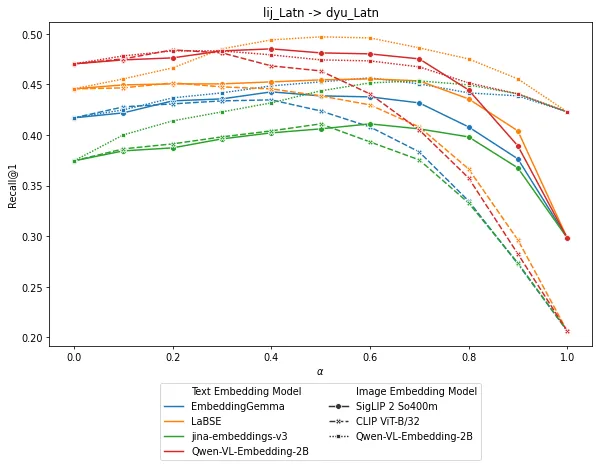 lij_Latn -> dyu_Latn
Recall@1
0.50
0.45
0.40
0.35
0.30
0.25
0.20
0.0 0.2 0.4 0.6 0.8 1.0
α
Text Embedding Model Image Embedding Model
EmbeddingGemma SigLIP 2 So400m
LaBSE CLIP ViT-B/32
jina-embeddings-v3 Qwen-VL-Embedding-2B
Qwen-VL-Embedding-2B